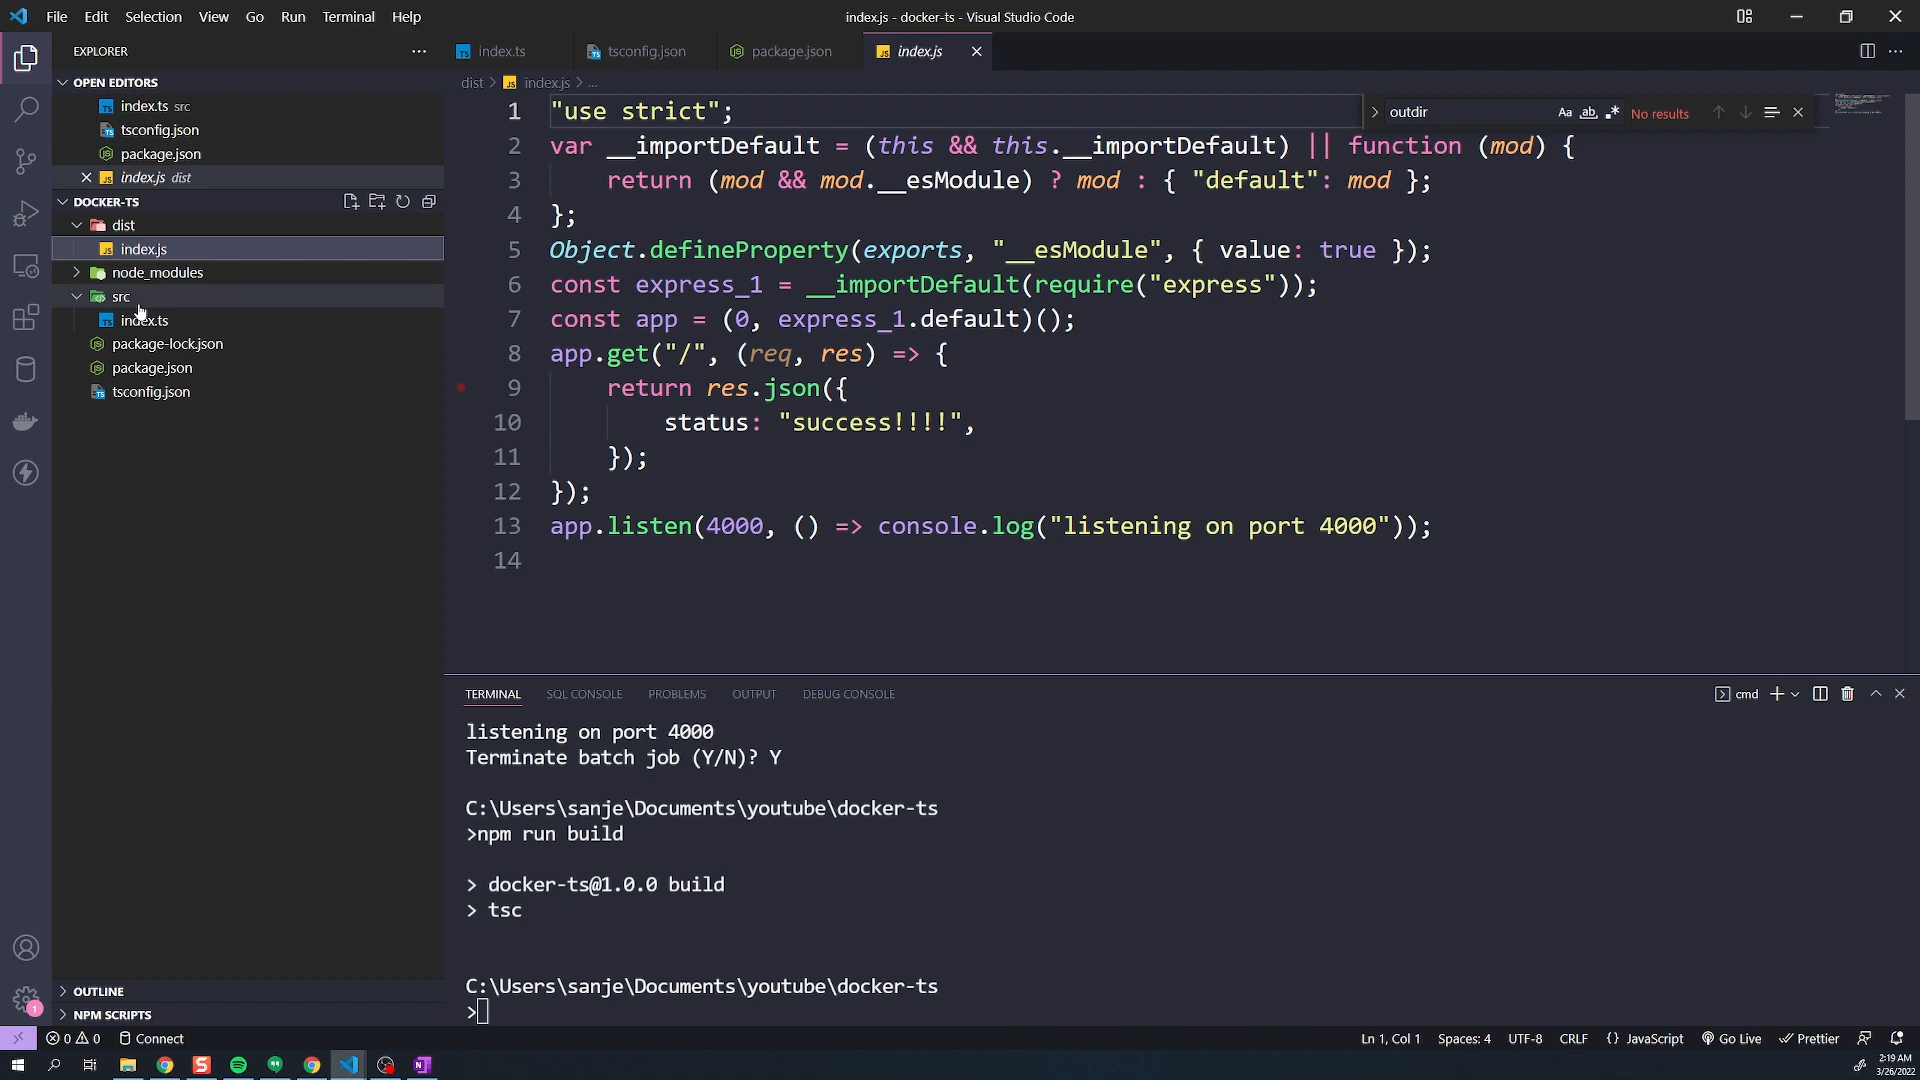 File Edit Selection View Go Run Terminal Help
index.js - docker-ts - Visual Studio Code
EXPLORER
index.ts
tsconfig.json
package.json
index.js
OPEN EDITORS
index.ts src
tsconfig.json
package.json
index.js dist
DOCKER-TS
dist
index.js
node_modules
src
index.ts
package-lock.json
package.json
tsconfig.json
OUTLINE
NPM SCRIPTS
dist > index.js > ...
outdir Aa ab No results
1 "use strict";
2 var __importDefault = (this && this.__importDefault) || function (mod) {
3 return (mod && mod.__esModule) ? mod : { "default": mod };
4 };
5 Object.defineProperty(exports, "__esModule", { value: true });
6 const express_1 = __importDefault(require("express"));
7 const app = (0, express_1.default)();
8 app.get("/", (req, res) => {
9 return res.json({
10 status: "success!!!!",
11 });
12 });
13 app.listen(4000, () => console.log("listening on port 4000"));
14
TERMINAL SQL CONSOLE PROBLEMS OUTPUT DEBUG CONSOLE
cmd
listening on port 4000
Terminate batch job (Y/N)? Y
C:\Users\sanje\Documents\youtube\docker-ts
>npm run build
> docker-ts@1.0.0 build
> tsc
C:\Users\sanje\Documents\youtube\docker-ts
>
1
0 0 Connect
Ln 1, Col 1 Spaces: 4 UTF-8 CRLF {} JavaScript Go Live Prettier
2:19 AM
3/26/2022